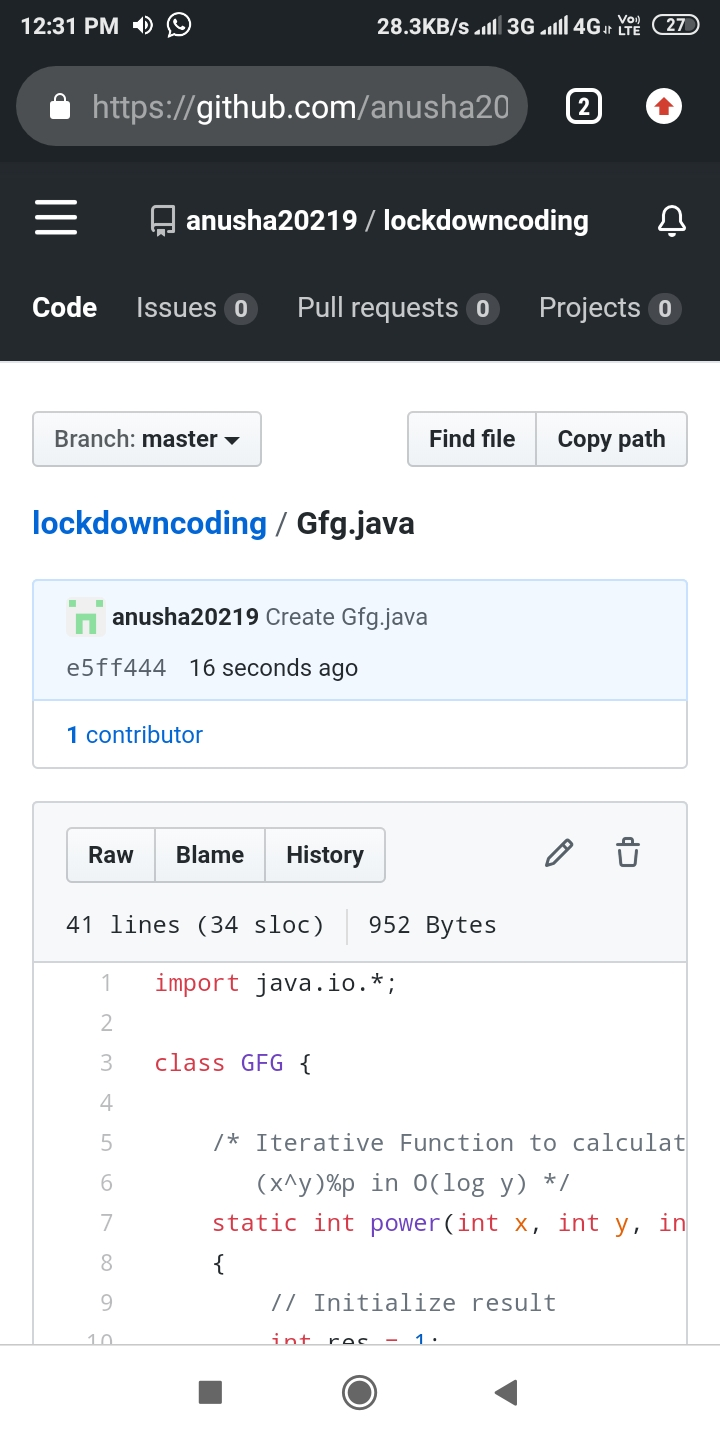 12:31 PM 28.3KB/s 3G 4G Vo)) LTE 27
https://github.com/anusha20 2
anusha20219 / lockdowncoding
Code Issues 0 Pull requests 0 Projects 0
Branch: master Find file Copy path
lockdowncoding / Gfg.java
anusha20219 Create Gfg.java
e5ff444 16 seconds ago
1 contributor
Raw Blame History
41 lines (34 sloc) 952 Bytes
1 import java.io.*;
2
3 class GFG {
4
5 /* Iterative Function to calculat
6 (x^y)%p in O(log y) */
7 static int power(int x, int y, in
8 {
9 // Initialize result
10 int res = 1;